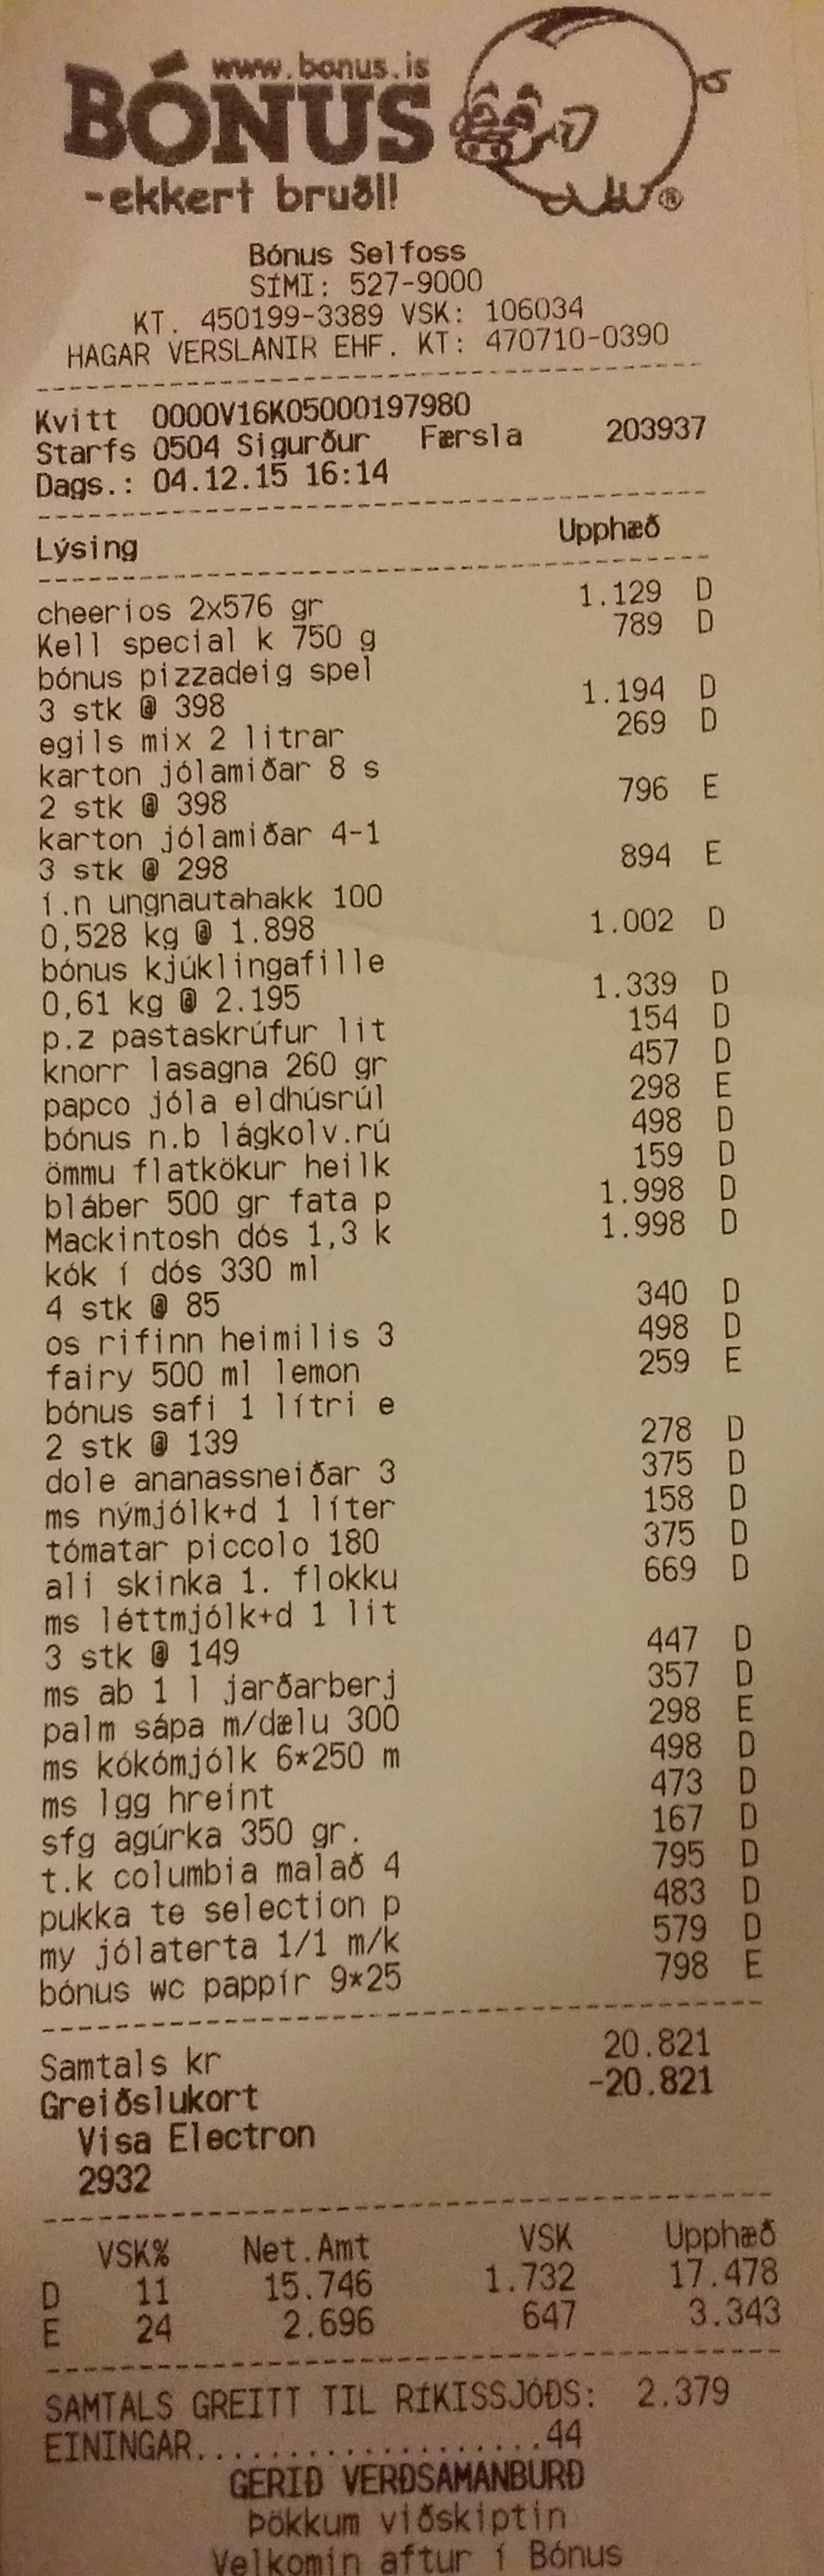 www.bonus.is
BÓNUS
-ekkert bruðl!
®
Bónus Selfoss
SÍMI: 527-9000
KT. 450199-3389 VSK: 106034
HAGAR VERSLANIR EHF. KT: 470710-0390
Kvitt 0000V16K05000197980
Starfs 0504 Sigurður Færsla 203937
Dags.: 04.12.15 16:14
Lýsing Upphæð
cheerios 2x576 gr 1.129 D
Kell special k 750 g 789 D
bónus pizzadeig spel
3 stk @ 398 1.194 D
egils mix 2 litrar 269 D
karton jólamiðar 8 s
2 stk @ 398 796 E
karton jólamiðar 4-1
3 stk @ 298 894 E
í.n ungnautahakk 100
0,528 kg @ 1.898 1.002 D
bónus kjúklingafille
0,61 kg @ 2.195 1.339 D
p.z pastaskrúfur lit 154 D
knorr lasagna 260 gr 457 D
papco jóla eldhúsrúl 298 E
bónus n.b lágkolv.rú 498 D
ömmu flatkökur heilk 159 D
bláber 500 gr fata p 1.998 D
Mackintosh dós 1,3 k 1.998 D
kók í dós 330 ml
4 stk @ 85 340 D
os rifinn heimilis 3 498 D
fairy 500 ml lemon 259 E
bónus safi 1 lítri e
2 stk @ 139 278 D
dole ananassneiðar 3 375 D
ms nýmjólk+d 1 líter 158 D
tómatar piccolo 180 375 D
ali skinka 1. flokku 669 D
ms léttmjólk+d 1 lit
3 stk @ 149 447 D
ms ab 1 l jarðarberj 357 D
palm sápa m/dælu 300 298 E
ms kókómjólk 6*250 m 498 D
ms lgg hreint 473 D
sfg agúrka 350 gr. 167 D
t.k columbia malað 4 795 D
pukka te selection p 483 D
my jólaterta 1/1 m/k 579 D
bónus wc pappír 9*25 798 E
Samtals kr 20.821
Greiðslukort -20.821
Visa Electron
2932
VSK% Net.Amt VSK Upphæð
D 11 15.746 1.732 17.478
E 24 2.696 647 3.343
SAMTALS GREITT TIL RÍKISSJÓÐS: 2.379
EININGAR...................44
GERIÐ VERÐSAMANBURÐ
Þökkum viðskiptin
Velkomin aftur í Bónus